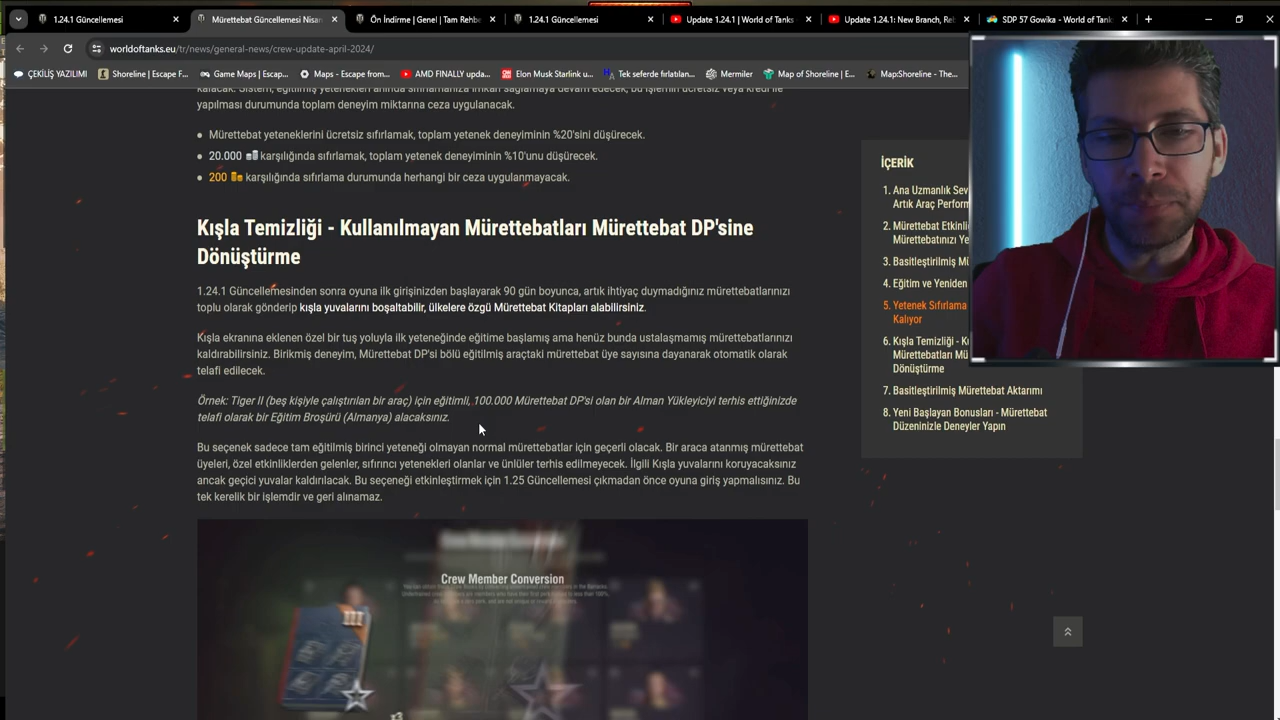 1.24.1 Güncellemesi
Mürettebat Güncellemesi Nisan
Ön İndirme | Genel | Tam Rehbe
1.24.1 Güncellemesi
Update 1.24.1 | World of Tanks
Update 1.24.1: New Branch, Rel
SDP 57 Gowika - World of Tank
worldoftanks.eu/tr/news/general-news/crew-update-april-2024/
ÇEKİLİŞ YAZILIMI
Shoreline | Escape F...
Game Maps | Escap...
Maps - Escape from...
AMD FINALLY upda...
Elon Musk Starlink u...
Tek seferde fırlatılan...
Mermiler
Map of Shoreline | E...
Map:Shoreline - The...
yapılması durumunda toplam deneyim miktarına ceza uygulanacak.
Mürettebat yeteneklerini ücretsiz sıfırlamak, toplam yetenek deneyiminin %20'sini düşürecek.
20.000 karşılığında sıfırlamak, toplam yetenek deneyiminin %10'unu düşürecek.
200 karşılığında sıfırlama durumunda herhangi bir ceza uygulanmayacak.
Kışla Temizliği - Kullanılmayan Mürettebatları Mürettebat DP'sine
Dönüştürme
1.24.1 Güncellemesinden sonra oyuna ilk girişinizden başlayarak 90 gün boyunca, artık ihtiyaç duymadığınız mürettebatlarınızı
toplu olarak gönderip kışla yuvalarını boşaltabilir, ülkelere özgü Mürettebat Kitapları alabilirsiniz.
Kışla ekranına eklenen özel bir tuş yoluyla ilk yeteneğinde eğitime başlamış ama henüz bunda ustalaşmamış mürettebatlarınızı
kaldırabilirsiniz. Birikmiş deneyim, Mürettebat DP'si bölü eğitilmiş araçtaki mürettebat üye sayısına dayanarak otomatik olarak
telafi edilecek.
Örnek: Tiger II (beş kişiyle çalıştırılan bir araç) için eğitimli, 100.000 Mürettebat DP'si olan bir Alman Yükleyiciyi terhis ettiğinizde
telafi olarak bir Eğitim Broşürü (Almanya) alacaksınız.
Bu seçenek sadece tam eğitilmiş birinci yeteneği olmayan normal mürettebatlar için geçerli olacak. Bir araca atanmış mürettebat
üyeleri, özel etkinliklerden gelenler, sıfırıncı yetenekleri olanlar ve ünlüler terhis edilmeyecek. İlgili Kışla yuvalarını koruyacaksınız
ancak geçici yuvalar kaldırılacak. Bu seçeneği etkinleştirmek için 1.25 Güncellemesi çıkmadan önce oyuna giriş yapmalısınız. Bu
tek kerelik bir işlemdir ve geri alınamaz.
Crew Member Conversion
İÇERİK
1. Ana Uzmanlık Sev
Artık Araç Perform
2. Mürettebat Etkinl
Mürettebatınızı Ye
3. Basitleştirilmiş Mü
4. Eğitim ve Yeniden
5. Yetenek Sıfırlama
Kalıyor
6. Kışla Temizliği -
Mürettebatları Mü
Dönüştürme
7. Basitleştirilmiş Mürettebat Aktarımı
8. Yeni Başlayan Bonusları - Mürettebat
Düzeninizle Deneyler Yapın